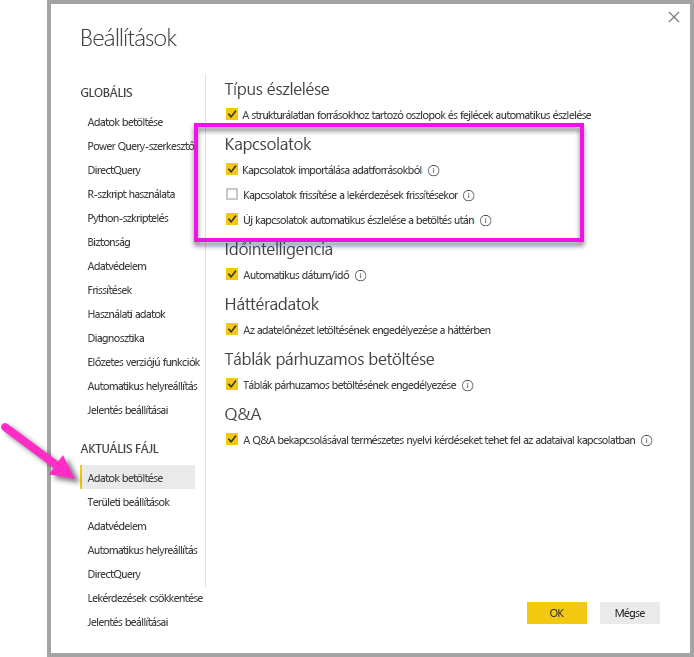 Beállítások
GLOBÁLIS
Adatok betöltése
Power Query-szerkesztő
DirectQuery
R-szkript használata
Python-szkriptelés
Biztonság
Adatvédelem
Frissítések
Használati adatok
Diagnosztika
Előzetes verziójú funkciók
Automatikus helyreállítás
Jelentés beállításai
AKTUÁLIS FÁJL
Adatok betöltése
Területi beállítások
Adatvédelem
Automatikus helyreállítás
DirectQuery
Lekérdezések csökkentése
Jelentés beállításai
Típus észlelése
A strukturálatlan forrásokhoz tartozó oszlopok és fejlécek automatikus észlelése
Kapcsolatok
Kapcsolatok importálása adatforrásokból
Kapcsolatok frissítése a lekérdezések frissítésekor
Új kapcsolatok automatikus észlelése a betöltés után
Időintelligencia
Automatikus dátum/idő
Háttéradatok
Az adatelőnézet letöltésének engedélyezése a háttérben
Táblák párhuzamos betöltése
Táblák párhuzamos betöltésének engedélyezése
Q&A
A Q&A bekapcsolásával természetes nyelvi kérdéseket tehet fel az adataival kapcsolatban
OK
Mégse